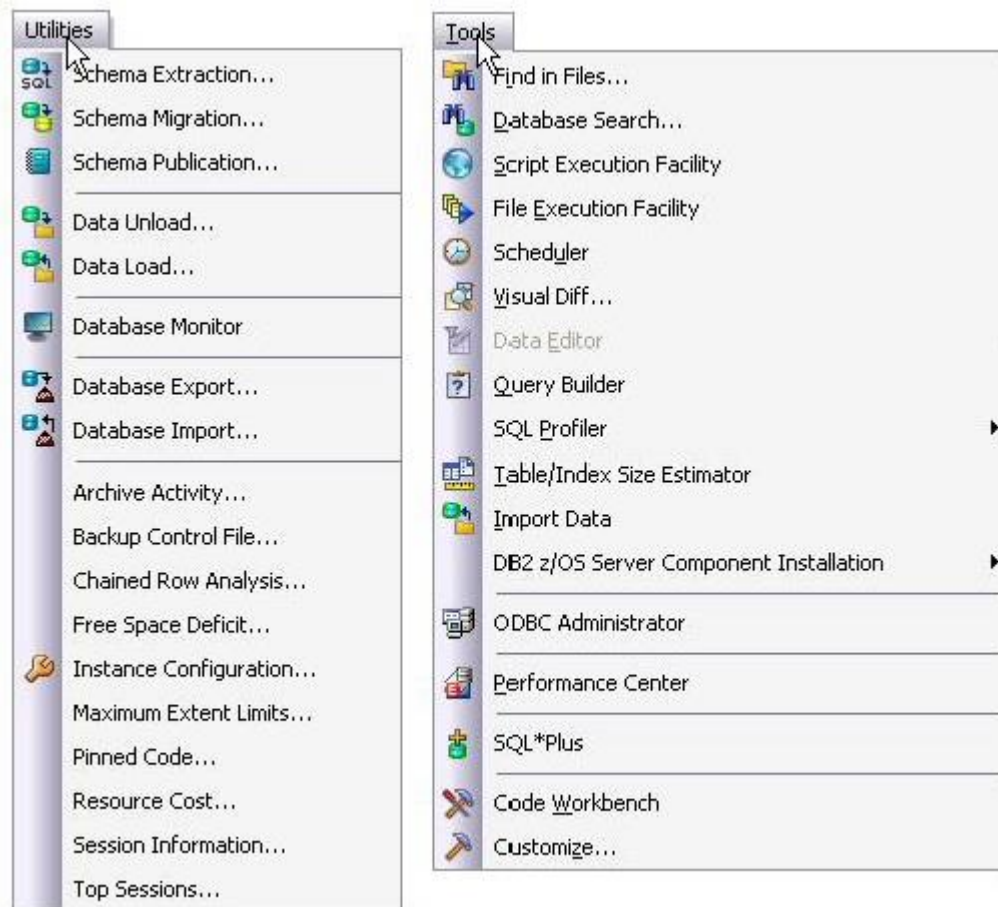 Utilities
Schema Extraction...
Schema Migration...
Schema Publication...
Data Unload...
Data Load...
Database Monitor
Database Export...
Database Import...
Archive Activity...
Backup Control File...
Chained Row Analysis...
Free Space Deficit...
Instance Configuration...
Maximum Extent Limits...
Pinned Code...
Resource Cost...
Session Information...
Top Sessions...
SQL
Tools
Find in Files...
Database Search...
Script Execution Facility
File Execution Facility
Scheduler
Visual Diff...
Data Editor
Query Builder
SQL Profiler
Table/Index Size Estimator
Import Data
DB2 z/OS Server Component Installation
ODBC Administrator
Performance Center
SQL*Plus
Code Workbench
Customize...